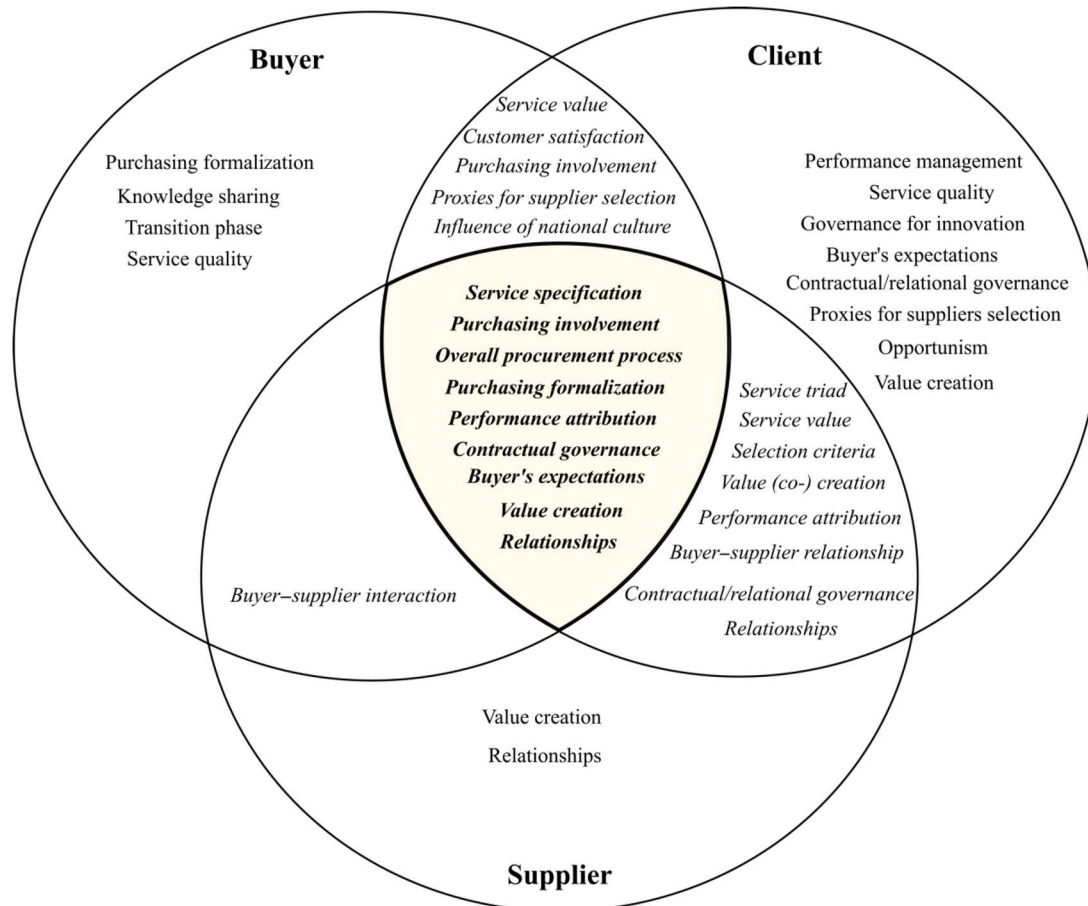 Buyer
Client
Purchasing formalization
Knowledge sharing
Transition phase
Service quality
Service value
Customer satisfaction
Purchasing involvement
Proxies for supplier selection
Influence of national culture
Performance management
Service quality
Governance for innovation
Buyer's expectations
Contractual/relational governance
Proxies for suppliers selection
Opportunism
Value creation
Service specification
Purchasing involvement
Overall procurement process
Purchasing formalization
Performance attribution
Contractual governance
Buyer's expectations
Value creation
Relationships
Service triad
Service value
Selection criteria
Value (co-) creation
Performance attribution
Buyer–supplier relationship
Contractual/relational governance
Relationships
Buyer–supplier interaction
Value creation
Relationships
Supplier